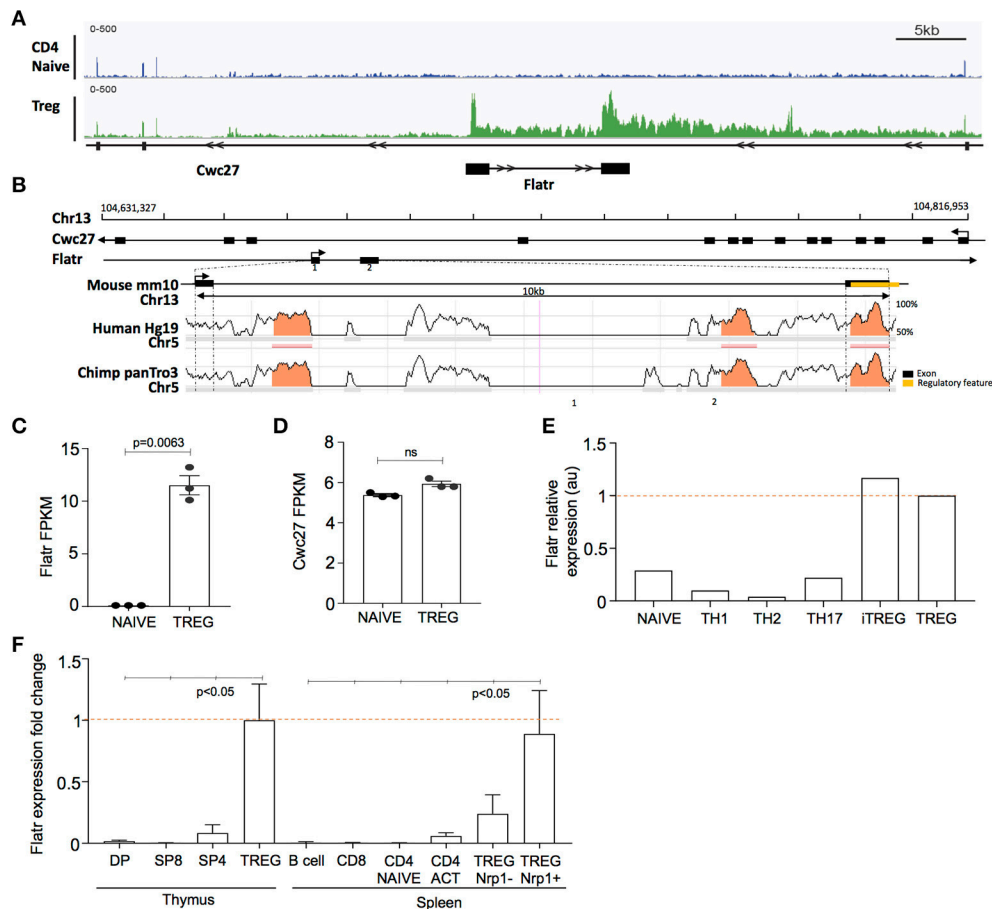 A
0-500
5kb
CD4
Naive
0-500
Treg
Cwc27
Flatr
B
104,631,327
104,816,953
Chr13
Cwc27
Flatr
1
2
Mouse mm10
Chr13
10kb
100%
Human Hg19
Chr5
50%
Chimp panTro3
Chr5
Exon
Regulatory feature
1
2
C
Flatr FPKM
15
10
5
0
p=0.0063
NAIVE
TREG
D
Cwc27 FPKM
8
6
4
2
0
ns
NAIVE
TREG
E
Flatr relative
expression (au)
1.5
1
0.5
0
NAIVE
TH1
TH2
TH17
iTREG
TREG
F
Flatr expression fold change
1.5
1
0.5
0
p<0.05
p<0.05
DP
SP8
SP4
TREG
B cell
CD8
CD4
NAIVE
CD4
ACT
TREG
Nrp1-
TREG
Nrp1+
Thymus
Spleen